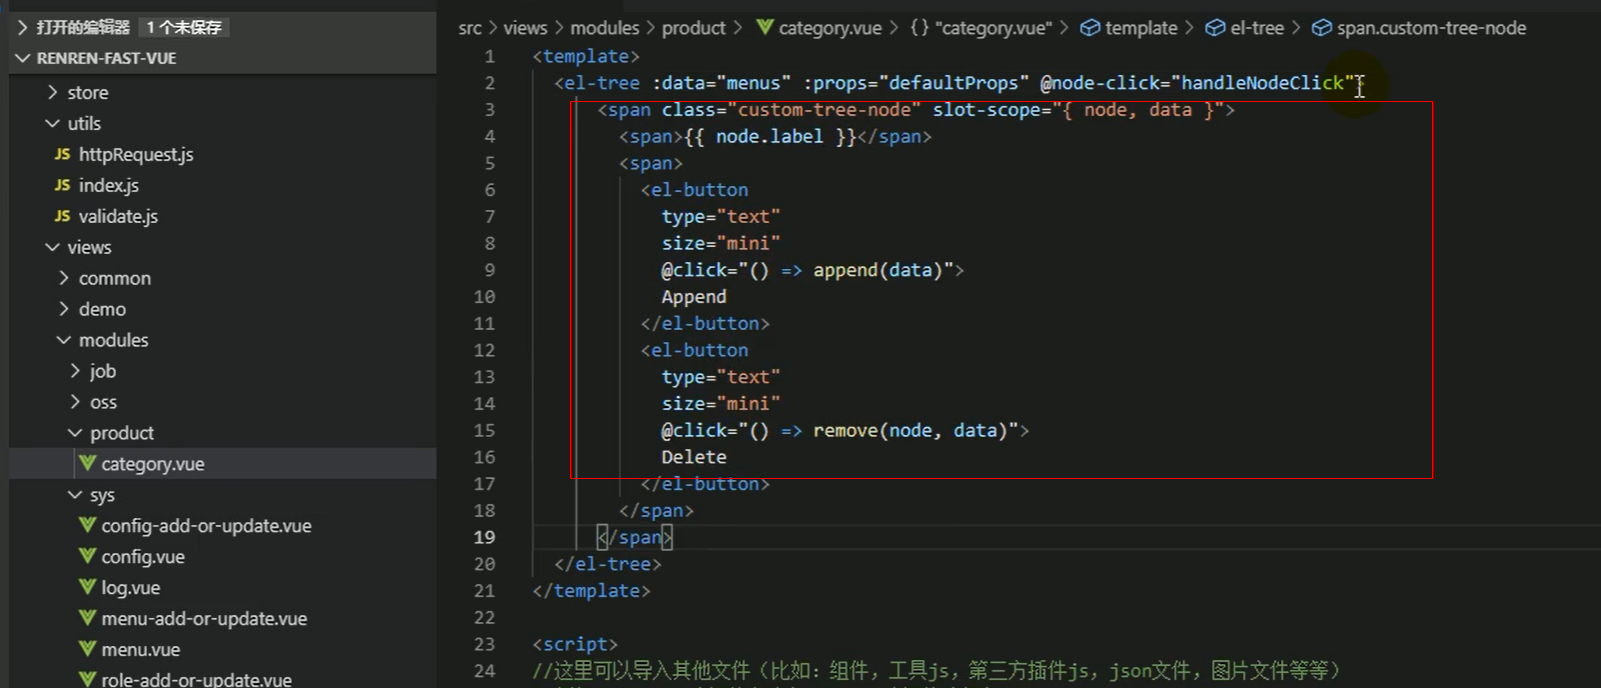 打开的编辑器 1 个未保存
RENREN-FAST-VUE
store
utils
JS httpRequest.js
JS index.js
JS validate.js
views
common
demo
modules
job
oss
product
category.vue
sys
config-add-or-update.vue
config.vue
log.vue
menu-add-or-update.vue
menu.vue
role-add-or-update.vue
src > views > modules > product > category.vue > {} "category.vue" > template > el-tree > span.custom-tree-node
1 <template>
2 <el-tree :data="menus" :props="defaultProps" @node-click="handleNodeClick">
3 <span class="custom-tree-node" slot-scope="{ node, data }">
4 <span>{{ node.label }}</span>
5 <span>
6 <el-button
7 type="text"
8 size="mini"
9 @click="() => append(data)">
10 Append
11 </el-button>
12 <el-button
13 type="text"
14 size="mini"
15 @click="() => remove(node, data)">
16 Delete
17 </el-button>
18 </span>
19 </span>
20 </el-tree>
21 </template>
22
23 <script>
24 //这里可以导入其他文件（比如：组件，工具js，第三方插件js，json文件，图片文件等等）